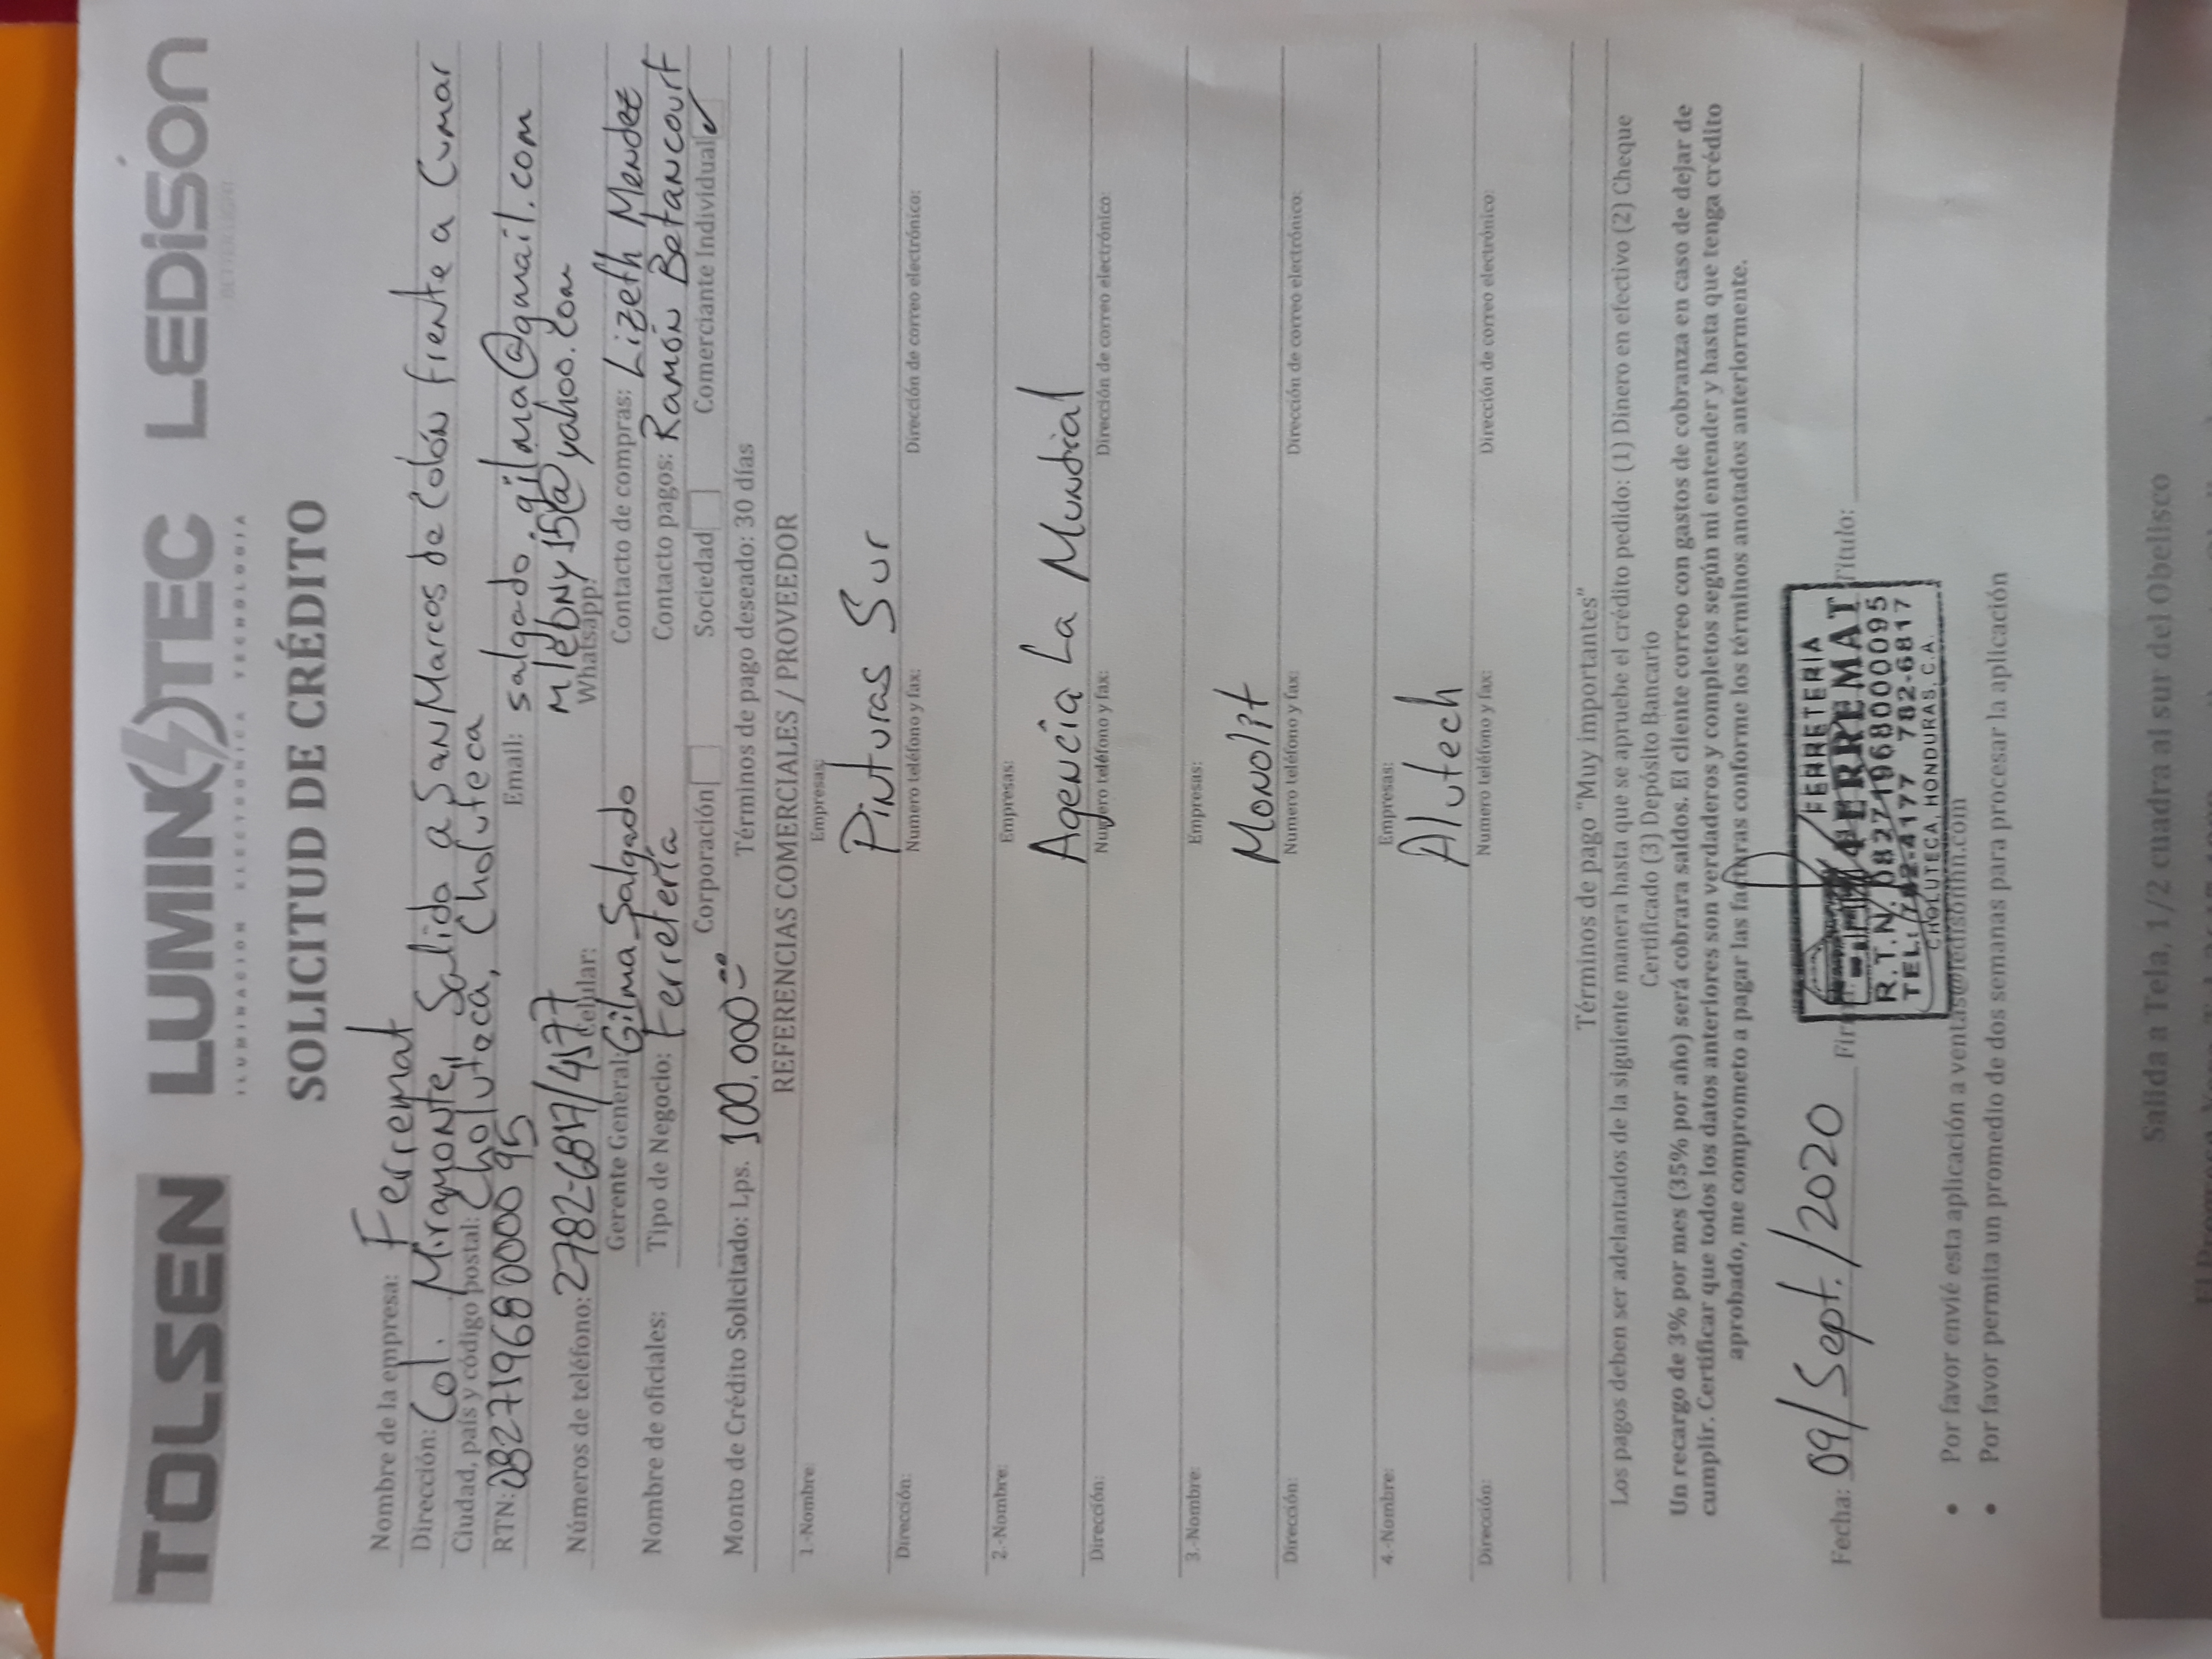 TOLSEN LUMINOTEC LEDISON
ILUMINACION ELECTRONICA TECNOLOGIA BETTER LIGHT
SOLICITUD DE CRÉDITO
Nombre de la empresa: Ferremat
Dirección: Col. Miramonte, Salida a San Marcos de Colón frente a Cumar
Ciudad, país y código postal: Choluteca, Choluteca
RTN: 08271968000095 Email: salgado.gilma@gmail.com
mlebny15@yahoo.com
Números de teléfono: 2782-6817/4177 Celular: Whatsapp:
Gerente General: Gilma Salgado Contacto de compras: Lizeth Mendez
Nombre de oficiales: Tipo de Negocio: Ferretería Contacto pagos: Ramón Betancourt
Corporación Sociedad Comerciante Individual ✓
Monto de Crédito Solicitado: Lps. 100.000.00 Términos de pago deseado: 30 días
REFERENCIAS COMERCIALES / PROVEEDOR
1.-Nombre: Empresas:
Pinturas Sur
Dirección: Numero teléfono y fax: Dirección de correo electrónico:
2.-Nombre: Empresas:
Agencia La Mundial
Dirección: Numero teléfono y fax: Dirección de correo electrónico:
3.-Nombre: Empresas:
Monolit
Dirección: Numero teléfono y fax: Dirección de correo electrónico:
4.-Nombre: Empresas:
Alutech
Dirección: Numero teléfono y fax: Dirección de correo electrónico:
Términos de pago “Muy importantes”
Los pagos deben ser adelantados de la siguiente manera hasta que se apruebe el crédito pedido: (1) Dinero en efectivo (2) Cheque
Certificado (3) Depósito Bancario
Un recargo de 3% por mes (35% por año) será cobrara saldos. El cliente correo con gastos de cobranza en caso de dejar de
cumplir. Certificar que todos los datos anteriores son verdaderos y completos según mi entender y hasta que tenga crédito
aprobado, me comprometo a pagar las facturas conforme los términos anotados anteriormente.
Fecha: 09/Sept./2020 Titulo:
FERRETERIA
FERREMAT
R.T.N. 08271968000095
TEL: 782-4177 782-6817
CHOLUTECA, HONDURAS, C.A.
• Por favor envié esta aplicación a ventas@ledisonhn.com
• Por favor permita un promedio de dos semanas para procesar la aplicación
Salida a Tela, 1/2 cuadra al sur del Obelisco